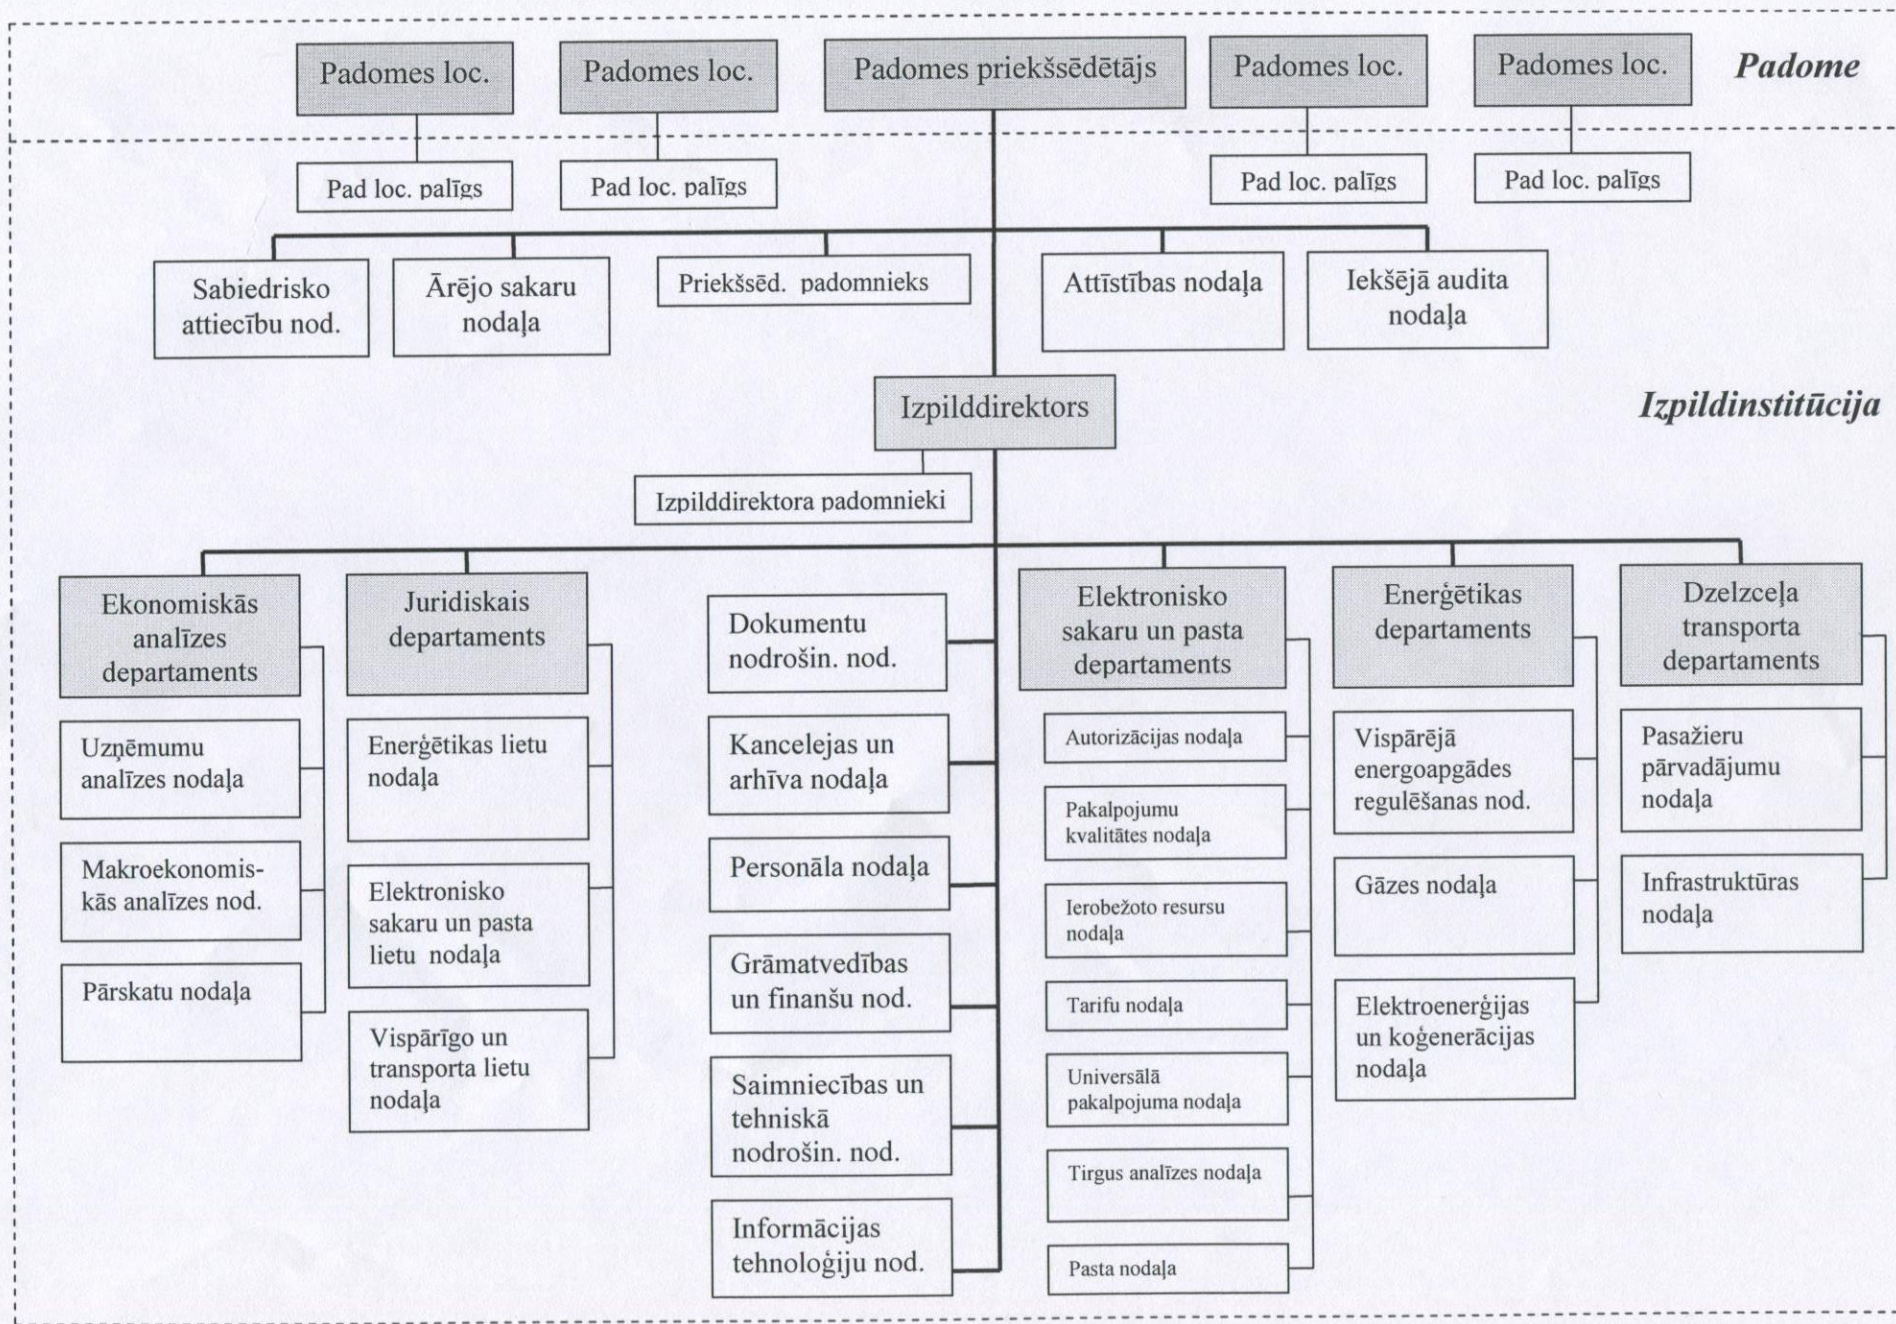 Padomes loc.
Padomes loc.
Padomes priekšsēdētājs
Padomes loc.
Padomes loc.
Padome
Pad loc. palīgs
Pad loc. palīgs
Pad loc. palīgs
Pad loc. palīgs
Sabiedrisko
attiecību nod.
Ārējo sakaru
nodaļa
Priekšsēd. padomnieks
Attīstības nodaļa
Iekšējā audita
nodaļa
Izpilddirektors
Izpildinstitūcija
Izpilddirektora padomnieki
Ekonomiskās
analīzes
departaments
Uzņēmumu
analīzes nodaļa
Makroekonomis-
kās analīzes nod.
Pārskatu nodaļa
Juridiskais
departaments
Enerģētikas lietu
nodaļa
Elektronisko
sakaru un pasta
lietu nodaļa
Vispārīgo un
transporta lietu
nodaļa
Dokumentu
nodrošin. nod.
Kancelejas un
arhīva nodaļa
Personāla nodaļa
Grāmatvedības
un finanšu nod.
Saimniecības un
tehniskā
nodrošin. nod.
Informācijas
tehnoloģiju nod.
Elektronisko
sakaru un pasta
departaments
Autorizācijas nodaļa
Pakalpojumu
kvalitātes nodaļa
Ierobežoto resursu
nodaļa
Tarifu nodaļa
Universālā
pakalpojuma nodaļa
Tirgus analīzes nodaļa
Pasta nodaļa
Enerģētikas
departaments
Vispārējā
energoapgādes
regulēšanas nod.
Gāzes nodaļa
Elektroenerģijas
un koģenerācijas
nodaļa
Dzelzceļa
transporta
departaments
Pasažieru
pārvadājumu
nodaļa
Infrastruktūras
nodaļa